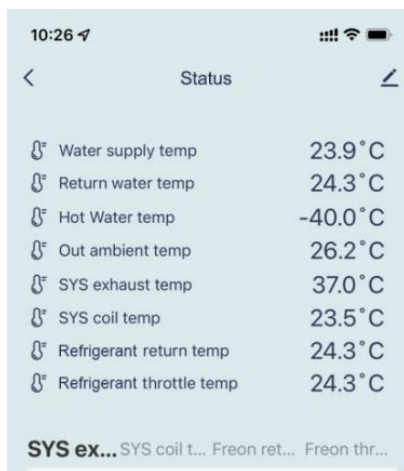 10:26
Status
Water supply temp 23.9°C
Return water temp 24.3°C
Hot Water temp -40.0°C
Out ambient temp 26.2°C
SYS exhaust temp 37.0°C
SYS coil temp 23.5°C
Refrigerant return temp 24.3°C
Refrigerant throttle temp 24.3°C
SYS ex... SYS coil t... Freon ret... Freon thr...